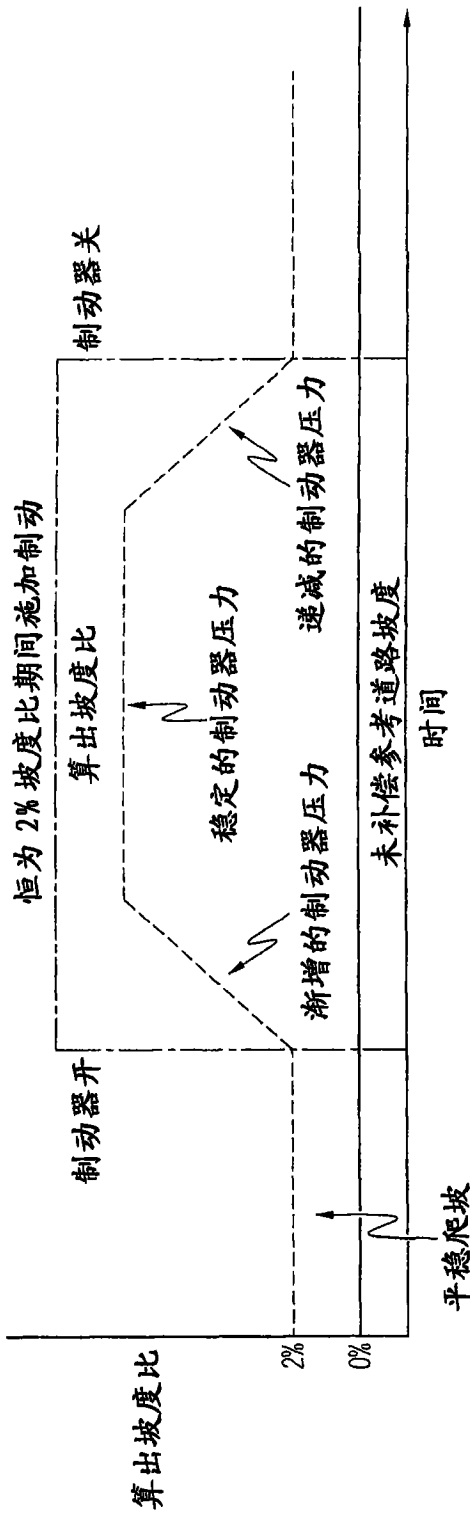 恒为 2% 坡度比期间施加制动
制动器开
制动器关
算出坡度比
算出坡度比
稳定的制动器压力
渐增的制动器压力
递减的制动器压力
2%
0%
未补偿参考道路坡度
平稳爬坡
时间